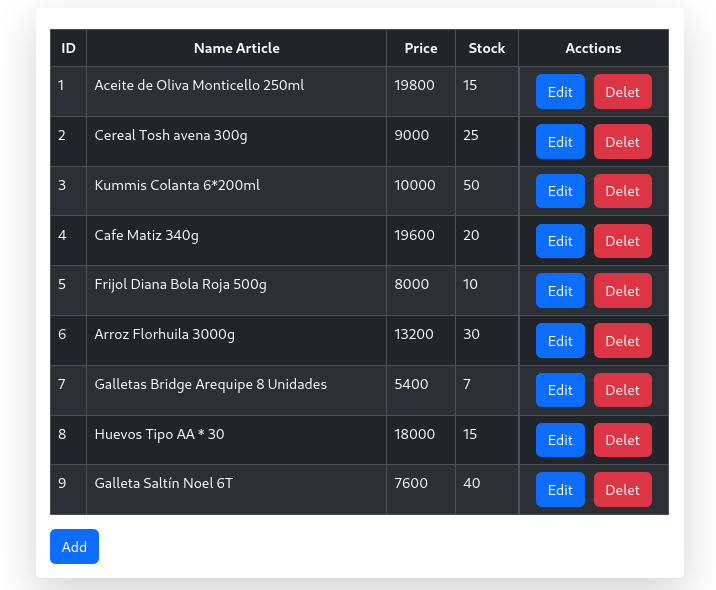 ID Name Article Price Stock Acctions
1 Aceite de Oliva Monticello 250ml 19800 15 Edit Delet
2 Cereal Tosh avena 300g 9000 25 Edit Delet
3 Kummis Colanta 6*200ml 10000 50 Edit Delet
4 Cafe Matiz 340g 19600 20 Edit Delet
5 Frijol Diana Bola Roja 500g 8000 10 Edit Delet
6 Arroz Florhuila 3000g 13200 30 Edit Delet
7 Galletas Bridge Arequipe 8 Unidades 5400 7 Edit Delet
8 Huevos Tipo AA * 30 18000 15 Edit Delet
9 Galleta Saltín Noel 6T 7600 40 Edit Delet
Add